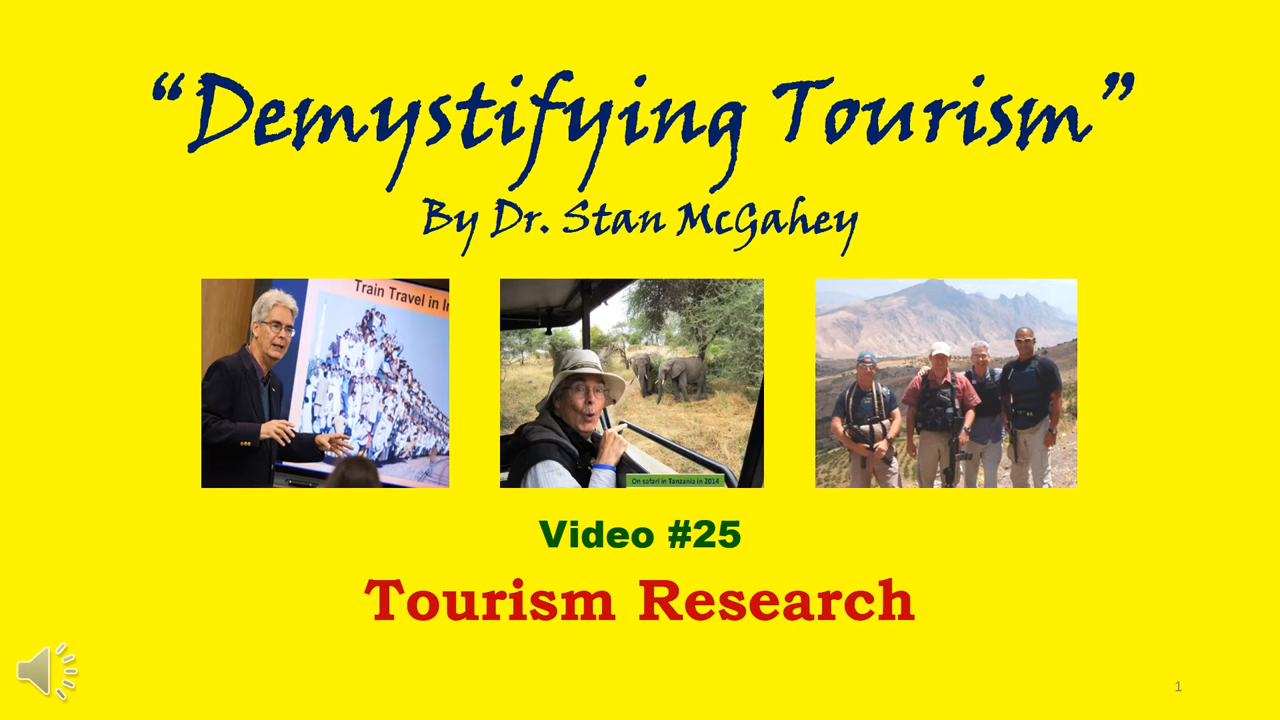 “Demystifying Tourism”
By Dr. Stan McGahey
Train Travel in
On safari in Tanzania in 2014
Video #25
Tourism Research
1